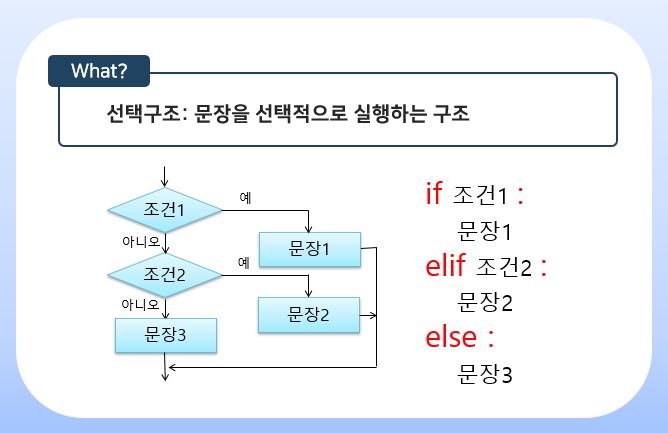 What?
선택구조: 문장을 선택적으로 실행하는 구조
조건1
예
문장1
아니오
조건2
예
문장2
아니오
문장3
if 조건1 :
문장1
elif 조건2 :
문장2
else :
문장3